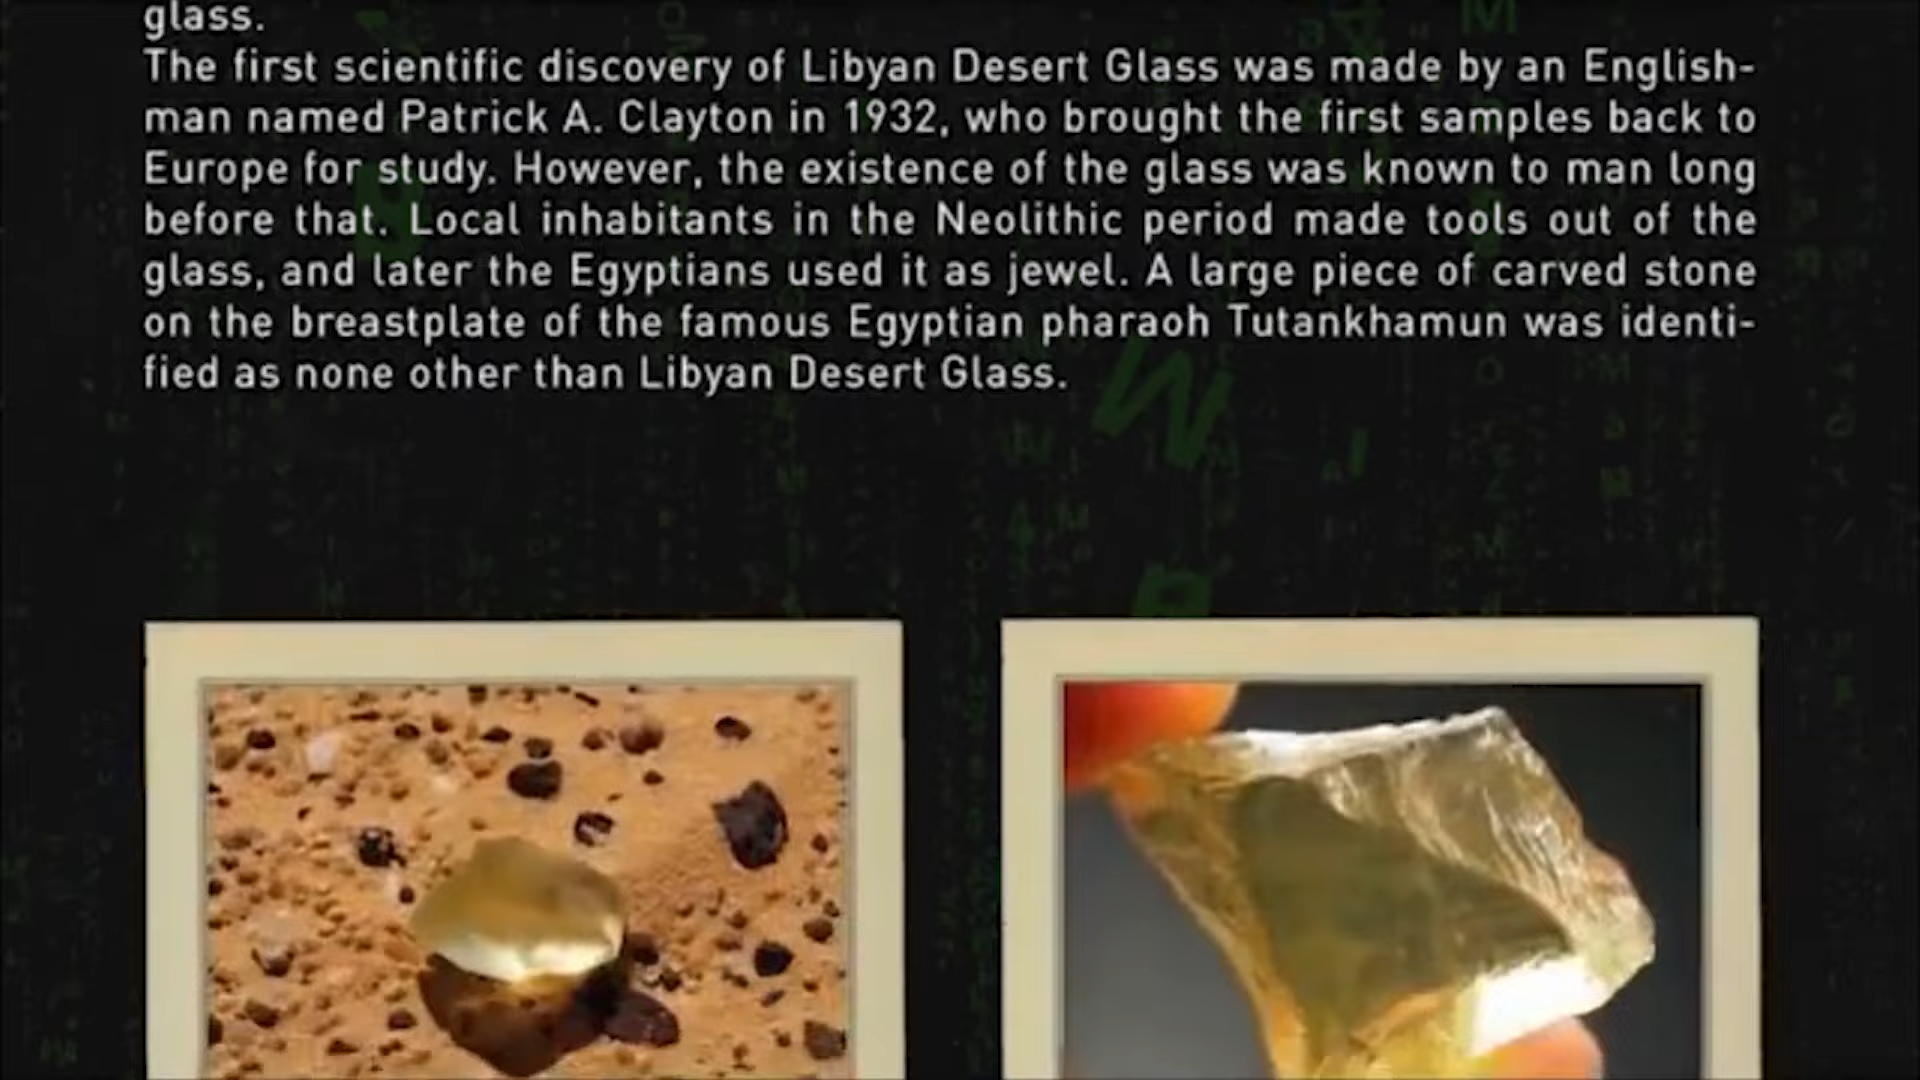 glass.
The first scientific discovery of Libyan Desert Glass was made by an English-
man named Patrick A. Clayton in 1932, who brought the first samples back to
Europe for study. However, the existence of the glass was known to man long
before that. Local inhabitants in the Neolithic period made tools out of the
glass, and later the Egyptians used it as jewel. A large piece of carved stone
on the breastplate of the famous Egyptian pharaoh Tutankhamun was identi-
fied as none other than Libyan Desert Glass.